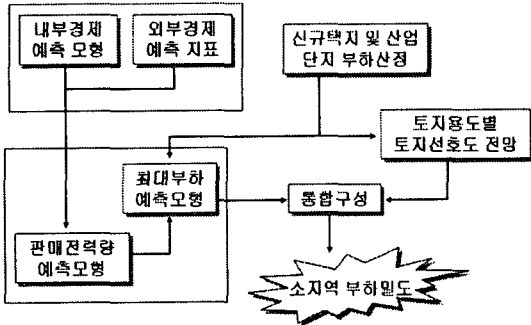 내부경제
예측 모형
외부경제
예측 지표
신규택지 및 산업
단지 부하산정
토지용도별
토지선호도 전망
최대부하
예측모형
통합구성
판매전력량
예측모형
소지역 부하밀도